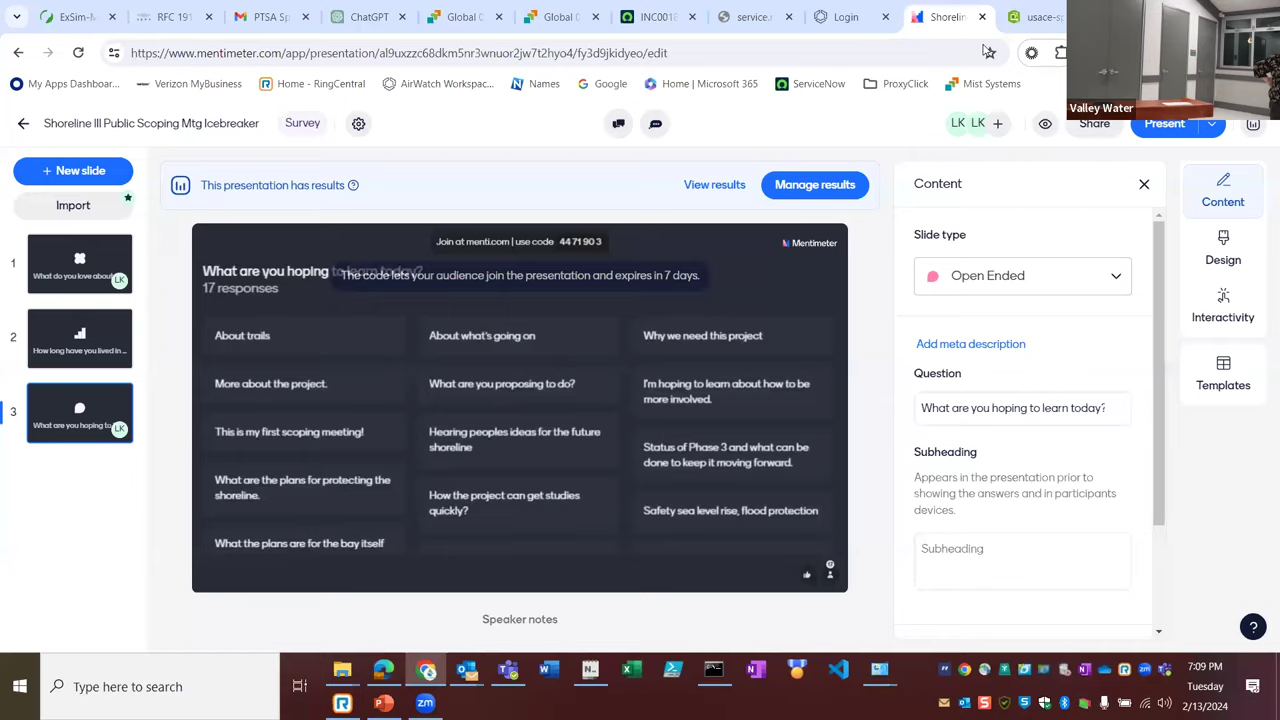 ExSim-
RFC 191
PTSA Sp
ChatGPT
Global C
Global C
INC0018
service.n
Login
Shorelin
usace-sp
https://www.mentimeter.com/app/presentation/al9uxzzc68dkm5nr3wnuor2jw7t2byo4/fy3d9jkidyeo/edit
My Apps Dashboar...
Verizon MyBusiness
Home - RingCentral
AirWatch Workspac...
Names
Google
Home | Microsoft 365
ServiceNow
ProxyClick
Mist Systems
Valley Water
Shoreline III Public Scoping Mtg Icebreaker
Survey
LK
LK
Share
Present
+ New slide
Import
1
What do you love about
LK
2
How long have you lived in ...
3
What are you hoping to
LK
This presentation has results
View results
Manage results
Join at menti.com | use code 4471 903
Mentimeter
The code lets your audience join the presentation and expires in 7 days.
What are you hoping to learn today?
17 responses
About trails
More about the project.
This is my first scoping meeting!
What are the plans for protecting the
shoreline.
What the plans are for the bay itself
About what's going on
What are you proposing to do?
Hearing peoples ideas for the future
shoreline
How the project can get studies
quickly?
Why we need this project
I'm hoping to learn about how to be
more involved.
Status of Phase 3 and what can be
done to keep it moving forward.
Safety sea level rise, flood protection
Speaker notes
Content
Slide type
Open Ended
Add meta description
Question
What are you hoping to learn today?
Subheading
Appears in the presentation prior to
showing the answers and in participants
devices.
Subheading
Content
Design
Interactivity
Templates
?
Type here to search
7:09 PM
Tuesday
2/13/2024